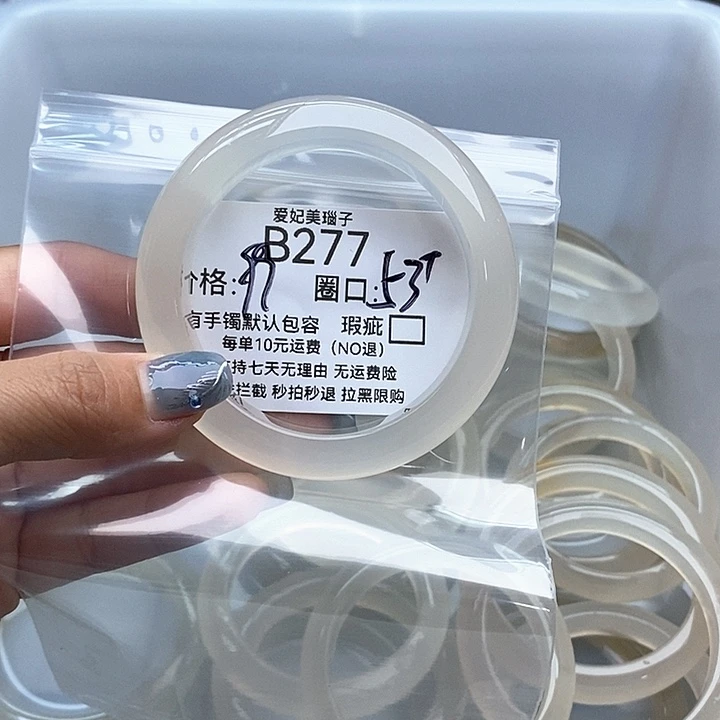 爱妃美瑙子
B277
价格: 圈口:53
有手镯默认包容 瑕疵
每单10元运费 (NO退)
持七天无理由 无运费险
拦截 秒拍秒退 拉黑限购